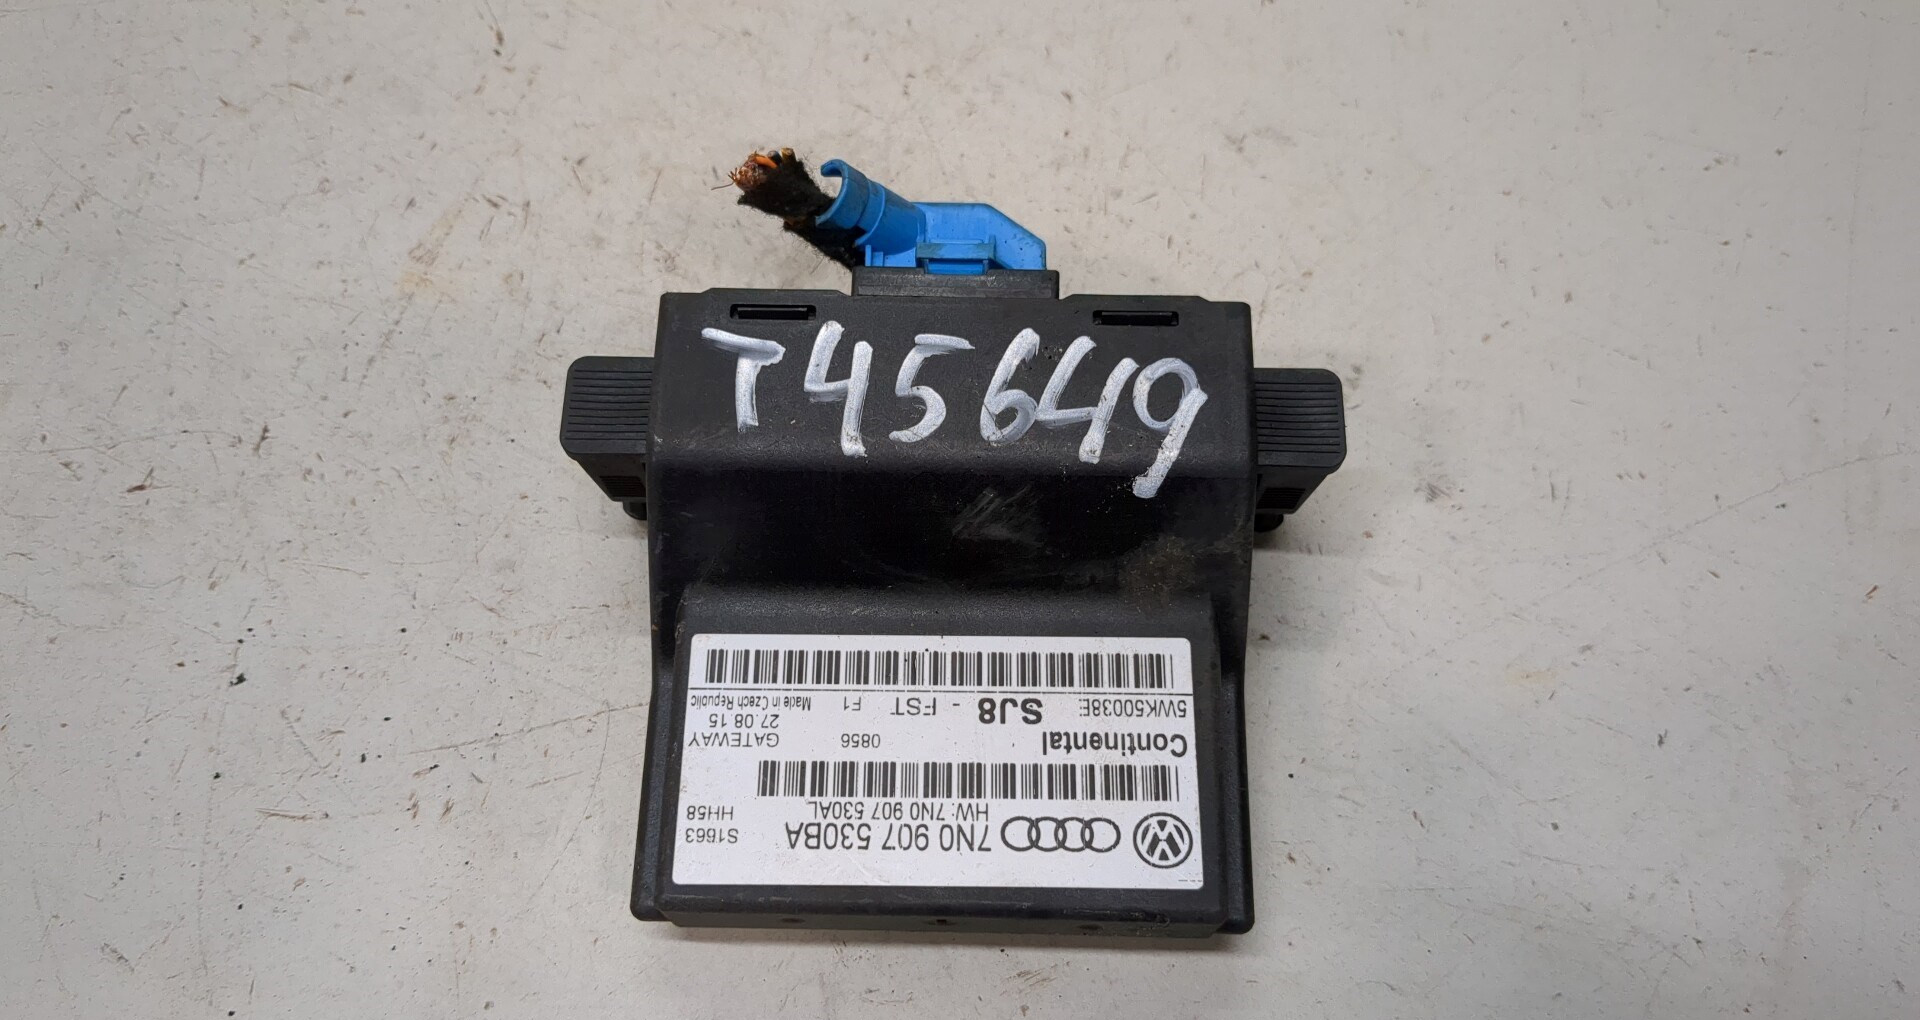 T45649
7N0 907 530BA
S1663
HW: 7N0 907 530AL
HH58
Continental
0856
GATEWAY
27.08.15
5WK50038E
SJ8 - FST F1
Made in Czech Republic